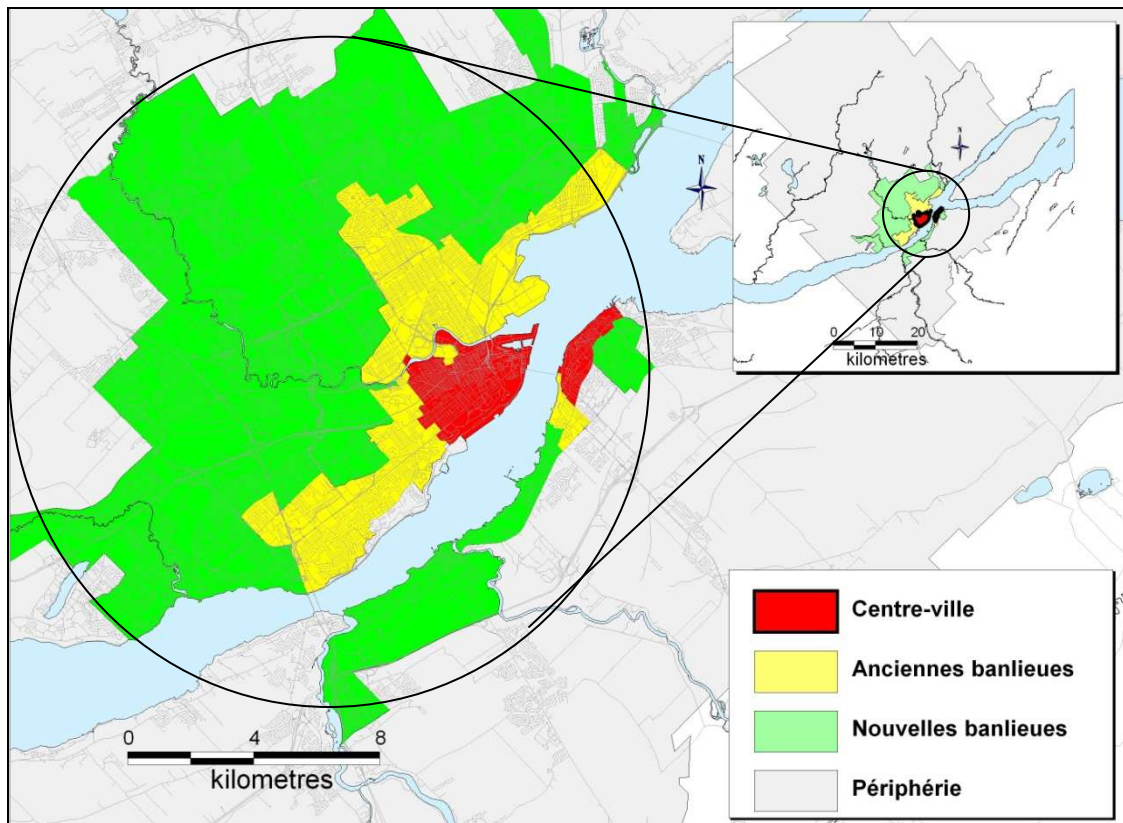 N
N
0 10 20
kilometres
0 4 8
kilometres
Centre-ville
Anciennes banlieues
Nouvelles banlieues
Périphérie